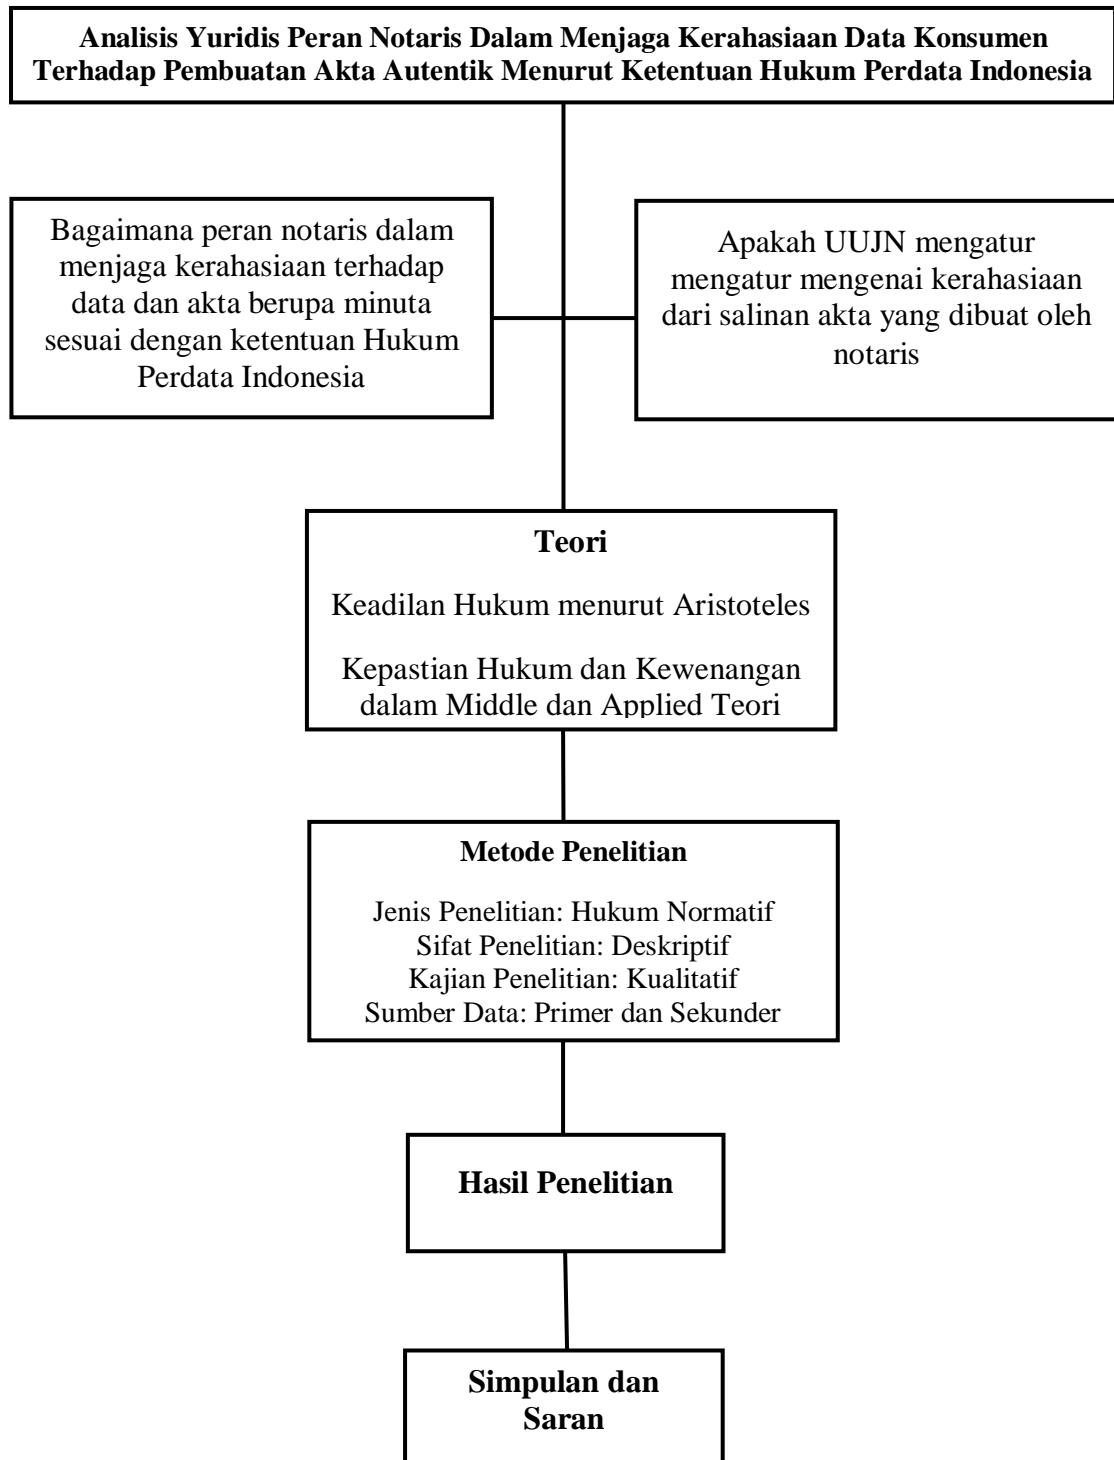 Analisis Yuridis Peran Notaris Dalam Menjaga Kerahasiaan Data Konsumen
Terhadap Pembuatan Akta Autentik Menurut Ketentuan Hukum Perdata Indonesia
Bagaimana peran notaris dalam
menjaga kerahasiaan terhadap
data dan akta berupa minuta
sesuai dengan ketentuan Hukum
Perdata Indonesia
Apakah UUJN mengatur
mengatur mengenai kerahasiaan
dari salinan akta yang dibuat oleh
notaris
Teori
Keadilan Hukum menurut Aristoteles
Kepastian Hukum dan Kewenangan
dalam Middle dan Applied Teori
Metode Penelitian
Jenis Penelitian: Hukum Normatif
Sifat Penelitian: Deskriptif
Kajian Penelitian: Kualitatif
Sumber Data: Primer dan Sekunder
Hasil Penelitian
Simpulan dan
Saran